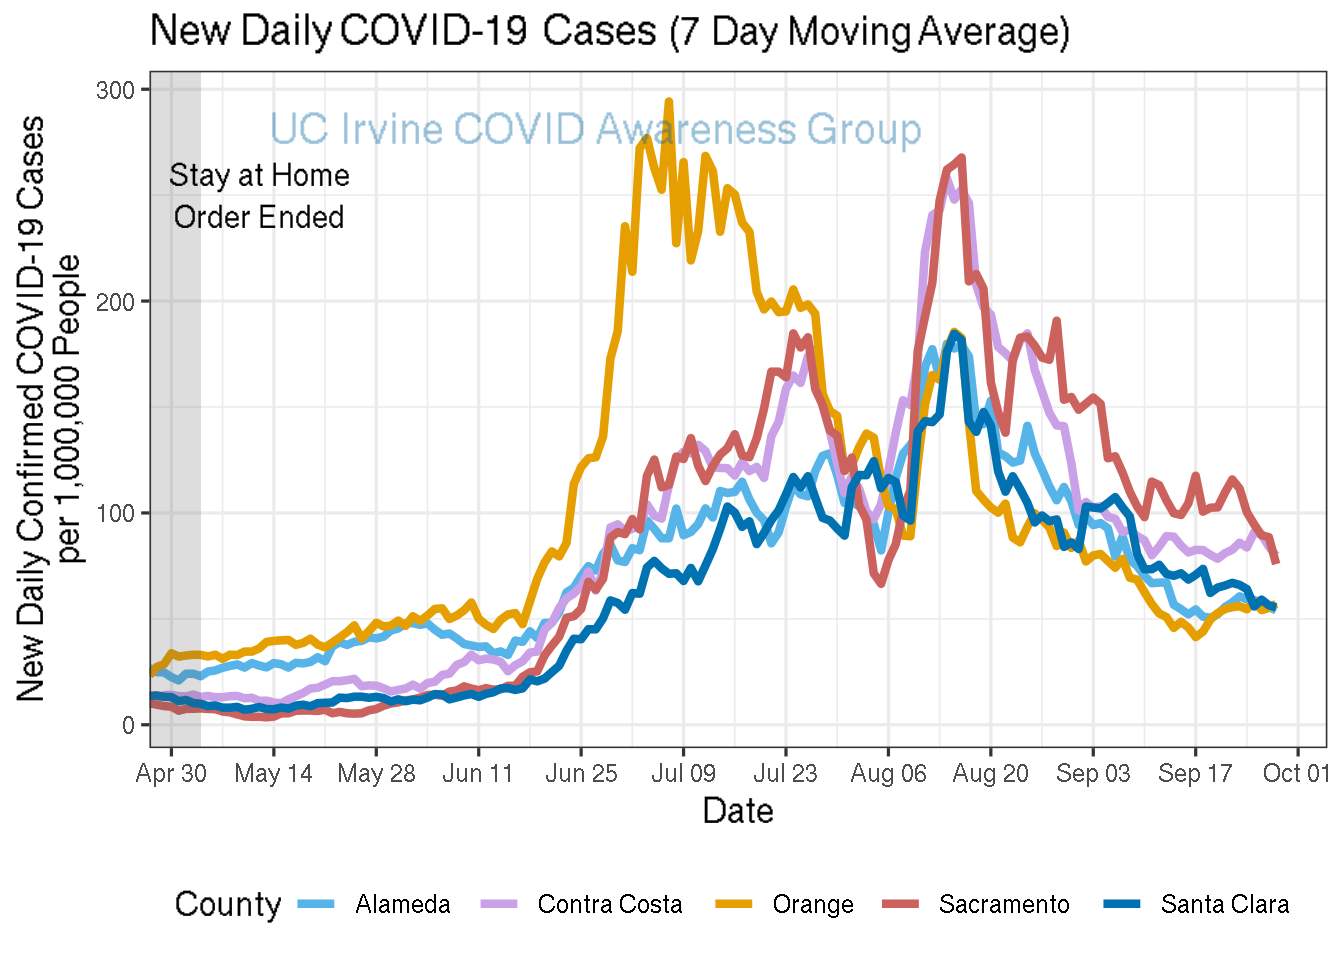 New Daily COVID-19 Cases (7 Day Moving Average)
UC Irvine COVID Awareness Group
Stay at Home
Order Ended
New Daily Confirmed COVID-19 Cases
per 1,000,000 People
300
200
100
0
Apr 30 May 14 May 28 Jun 11 Jun 25 Jul 09 Jul 23 Aug 06 Aug 20 Sep 03 Sep 17 Oct 01
Date
County Alameda Contra Costa Orange Sacramento Santa Clara